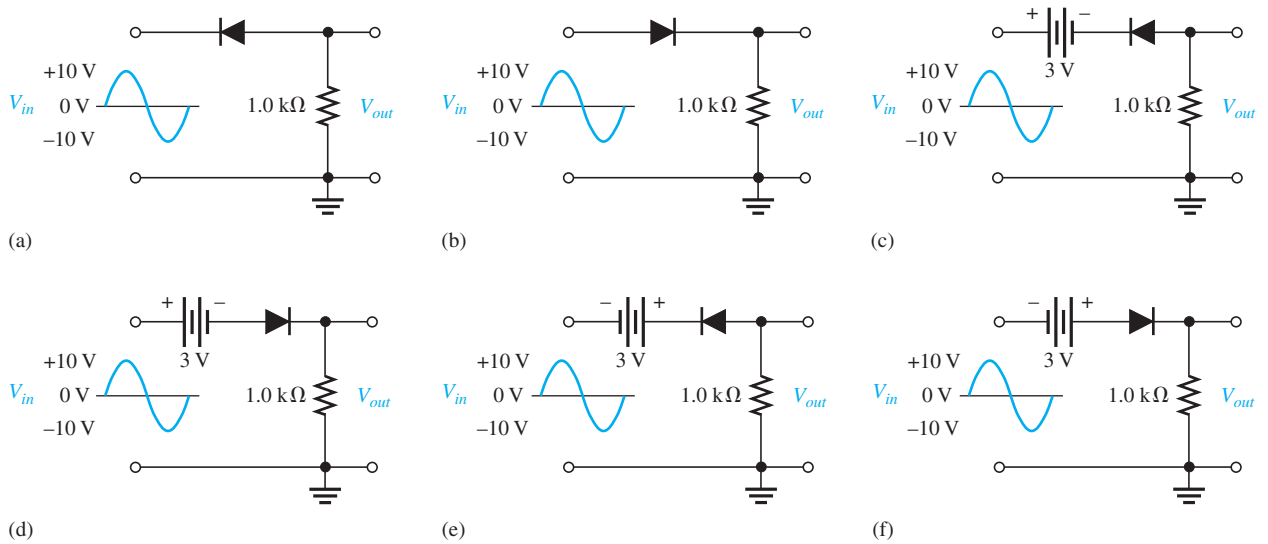 +10 V
V_in 0 V 1.0 kΩ V_out
–10 V
(a)
+10 V
V_in 0 V 1.0 kΩ V_out
–10 V
(b)
+ –
3 V
+10 V
V_in 0 V 1.0 kΩ V_out
–10 V
(c)
+ –
3 V
+10 V
V_in 0 V 1.0 kΩ V_out
–10 V
(d)
– +
3 V
+10 V
V_in 0 V 1.0 kΩ V_out
–10 V
(e)
– +
3 V
+10 V
V_in 0 V 1.0 kΩ V_out
–10 V
(f)